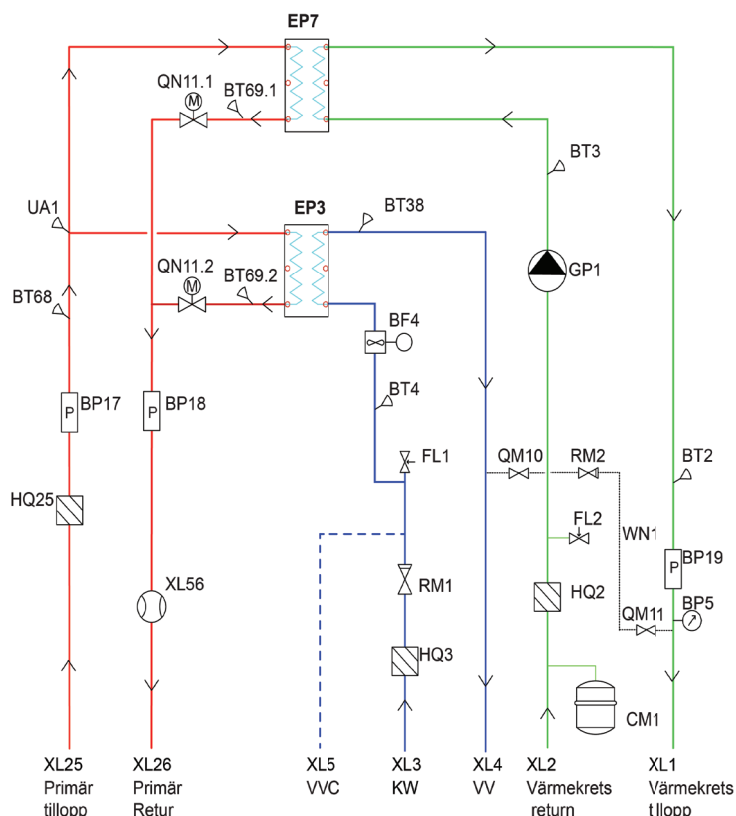 EP7
QN11.1
BT69.1
M
BT3
UA1
EP3
BT38
QN11.2
BT69.2
M
GP1
BT68
BF4
BP17
BP18
P
P
BT4
FL1
QM10
RM2
BT2
HQ25
FL2
WN1
BP19
P
XL56
RM1
HQ2
QM11
BP5
HQ3
CM1
XL25
Primär
tillopp
XL26
Primär
Retur
XL5
VVC
XL3
KW
XL4
VV
XL2
Värmekrets
return
XL1
Värmekrets
tllopp